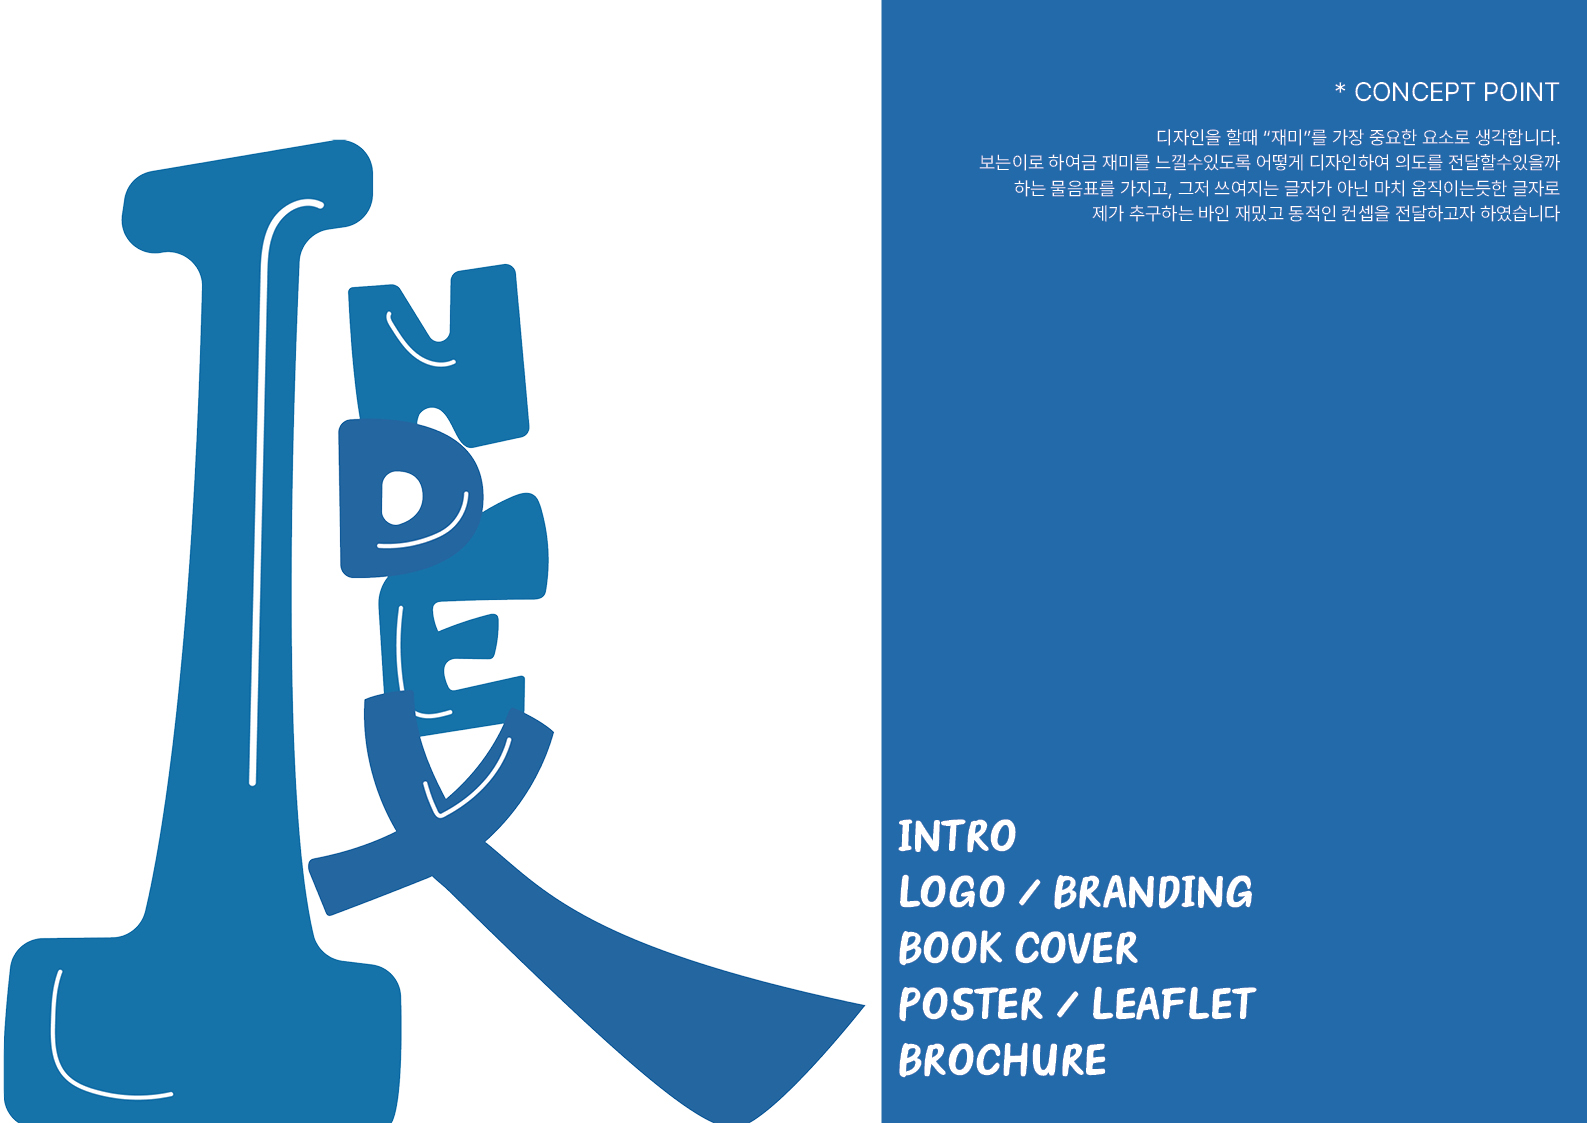 INDEX
* CONCEPT POINT
디자인을 할때 “재미”를 가장 중요한 요소로 생각합니다.
보는이로 하여금 재미를 느낄수있도록 어떻게 디자인하여 의도를 전달할수있을까
하는 물음표를 가지고, 그저 쓰여지는 글자가 아닌 마치 움직이는듯한 글자로
제가 추구하는 바인 재밌고 동적인 컨셉을 전달하고자 하였습니다
INTRO
LOGO / BRANDING
BOOK COVER
POSTER / LEAFLET
BROCHURE